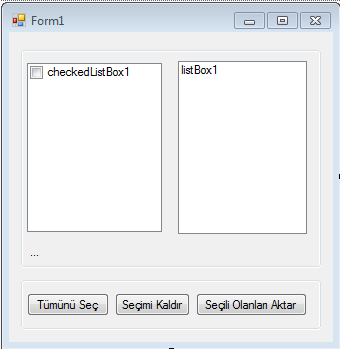 Form1
checkedListBox1
listBox1
...
Tümünü Seç
Seçimi Kaldır
Seçili Olanları Aktar